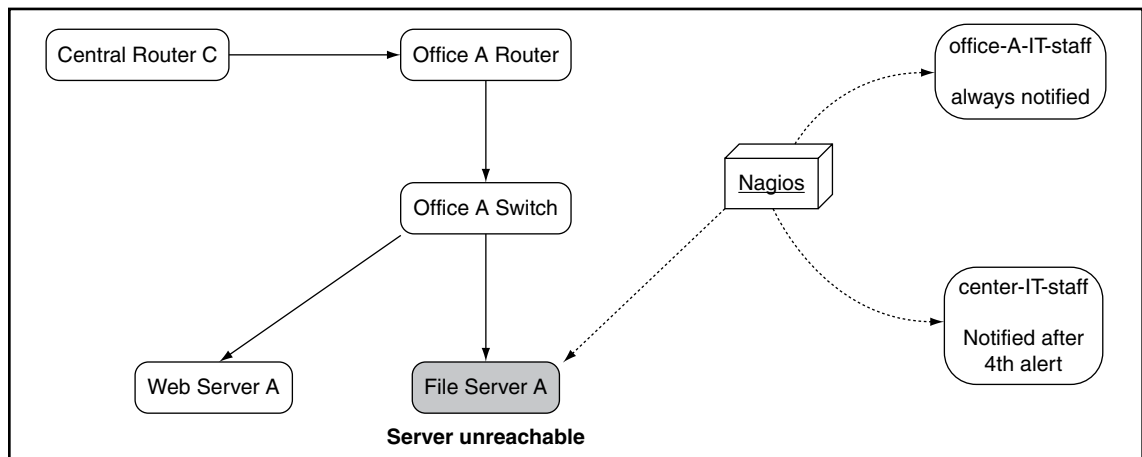 Central Router C
Office A Router
office-A-IT-staff
always notified
Nagios
Office A Switch
center-IT-staff
Notified after
4th alert
Web Server A
File Server A
Server unreachable